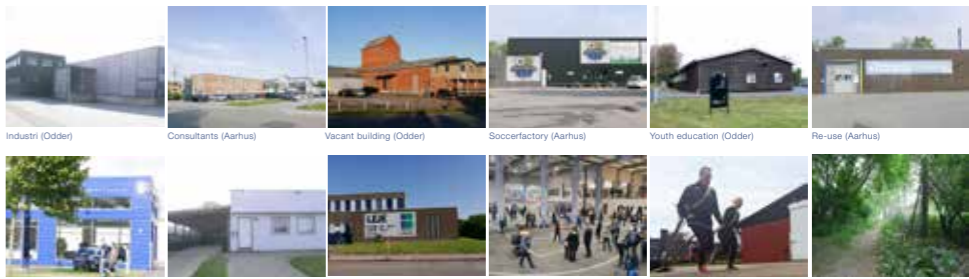 Industri (Odder)
Consultants (Aarhus)
Vacant building (Odder)
Soccerfactory (Aarhus)
Youth education (Odder)
Re-use (Aarhus)